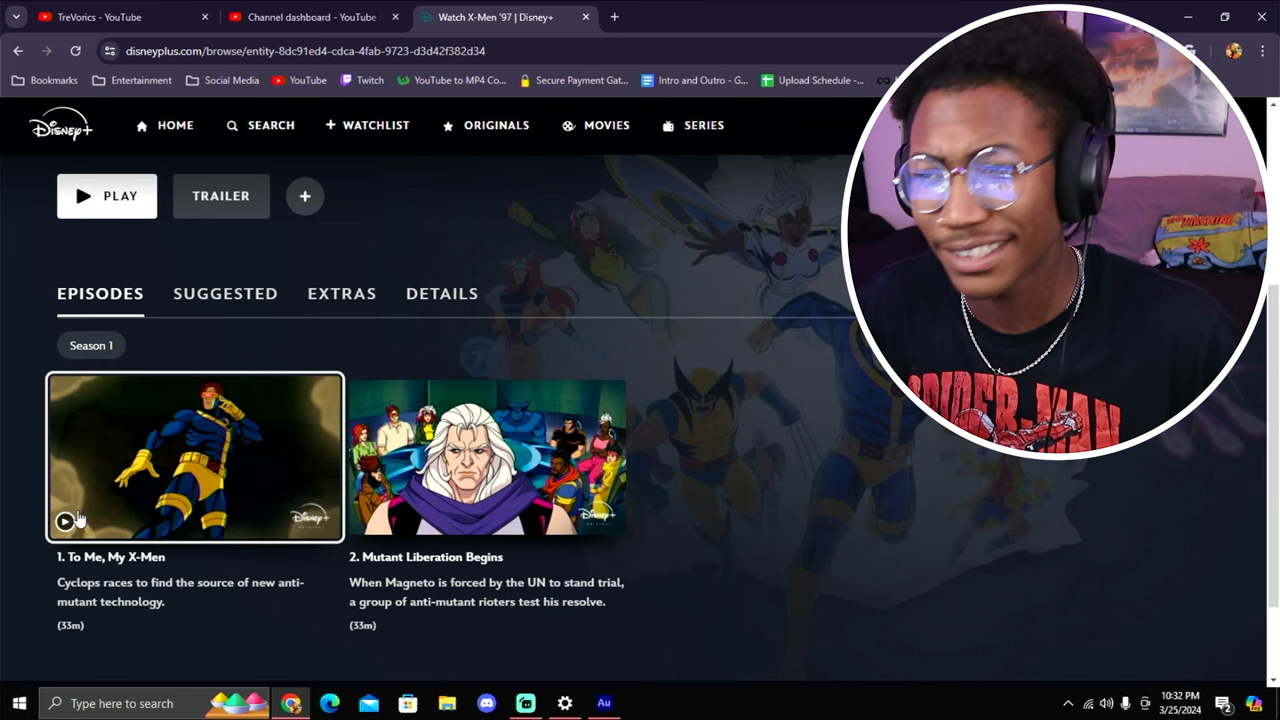 TreVorics - YouTube
Channel dashboard - YouTube S
Watch X-Men '97 | Disney+
disneyplus.com/browse/entity-8dc91ed4-cdca-4fab-9723-d3d42f382d34
Bookmarks
Entertainment
Social Media
YouTube
Twitch
YouTube to MP4 Co...
Secure Payment Gat...
Intro and Outro - G...
Upload Schedule -...
Disney+
HOME
SEARCH
WATCHLIST
ORIGINALS
MOVIES
SERIES
PLAY
TRAILER
EPISODES
SUGGESTED
EXTRAS
DETAILS
Season 1
SPIDER-MAN
Disney+
Disney+
1. To Me, My X-Men
Cyclops races to find the source of new anti-
mutant technology.
(33m)
2. Mutant Liberation Begins
When Magneto is forced by the UN to stand trial,
a group of anti-mutant rioters test his resolve.
(33m)
Type here to search
Au
10:32 PM
3/25/2024
2